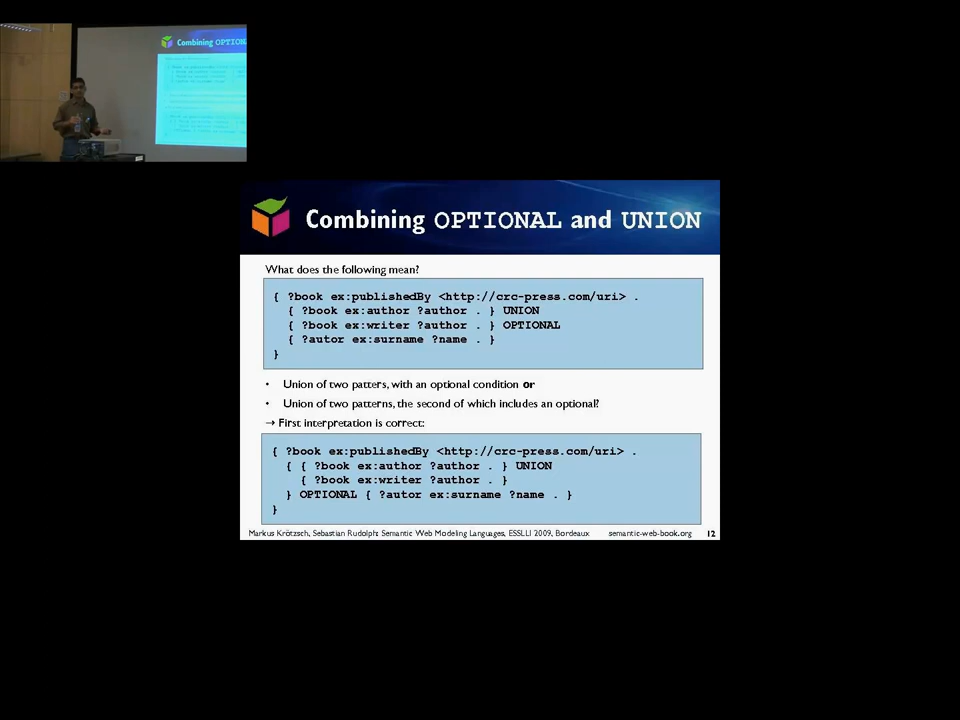 Combining OPTION
Combining OPTIONAL and UNION
What does the following mean?
{ ?book ex:publishedBy <http://crc-press.com/uri> .
{ ?book ex:author ?author . } UNION
{ ?book ex:writer ?author . } OPTIONAL
{ ?autor ex:surname ?name . }
}
• Union of two patters, with an optional condition or
• Union of two patterns, the second of which includes an optional?
→ First interpretation is correct:
{ ?book ex:publishedBy <http://crc-press.com/uri> .
{ { ?book ex:author ?author . } UNION
{ ?book ex:writer ?author . }
} OPTIONAL { ?autor ex:surname ?name . }
}
Markus Krötzsch, Sebastian Rudolph: Semantic Web Modeling Languages, ESSLLI 2009, Bordeaux semantic-web-book.org 12